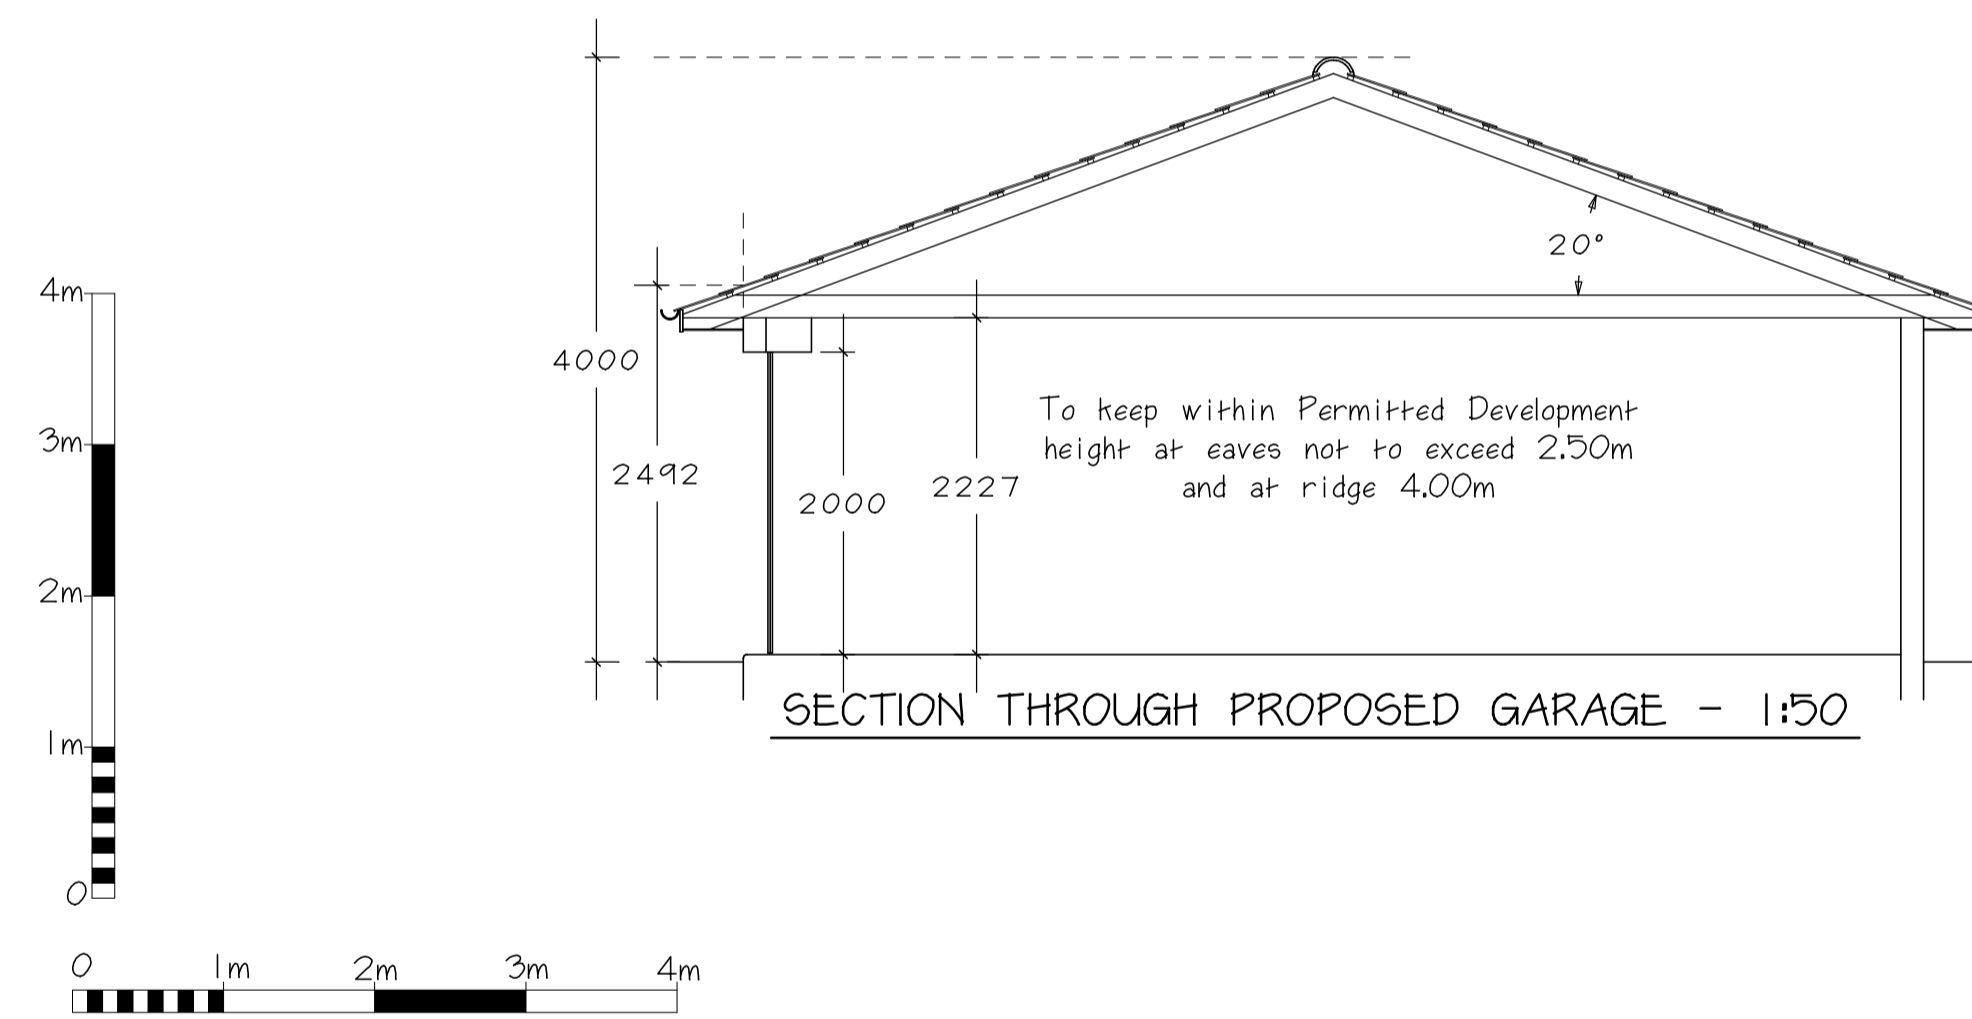 20°
4m
4000
To keep within Permitted Development
height at eaves not to exceed 2.50m
and at ridge 4.00m
3m
2492
2000
2227
2m
SECTION THROUGH PROPOSED GARAGE - 1:50
1m
0
0 1m 2m 3m 4m